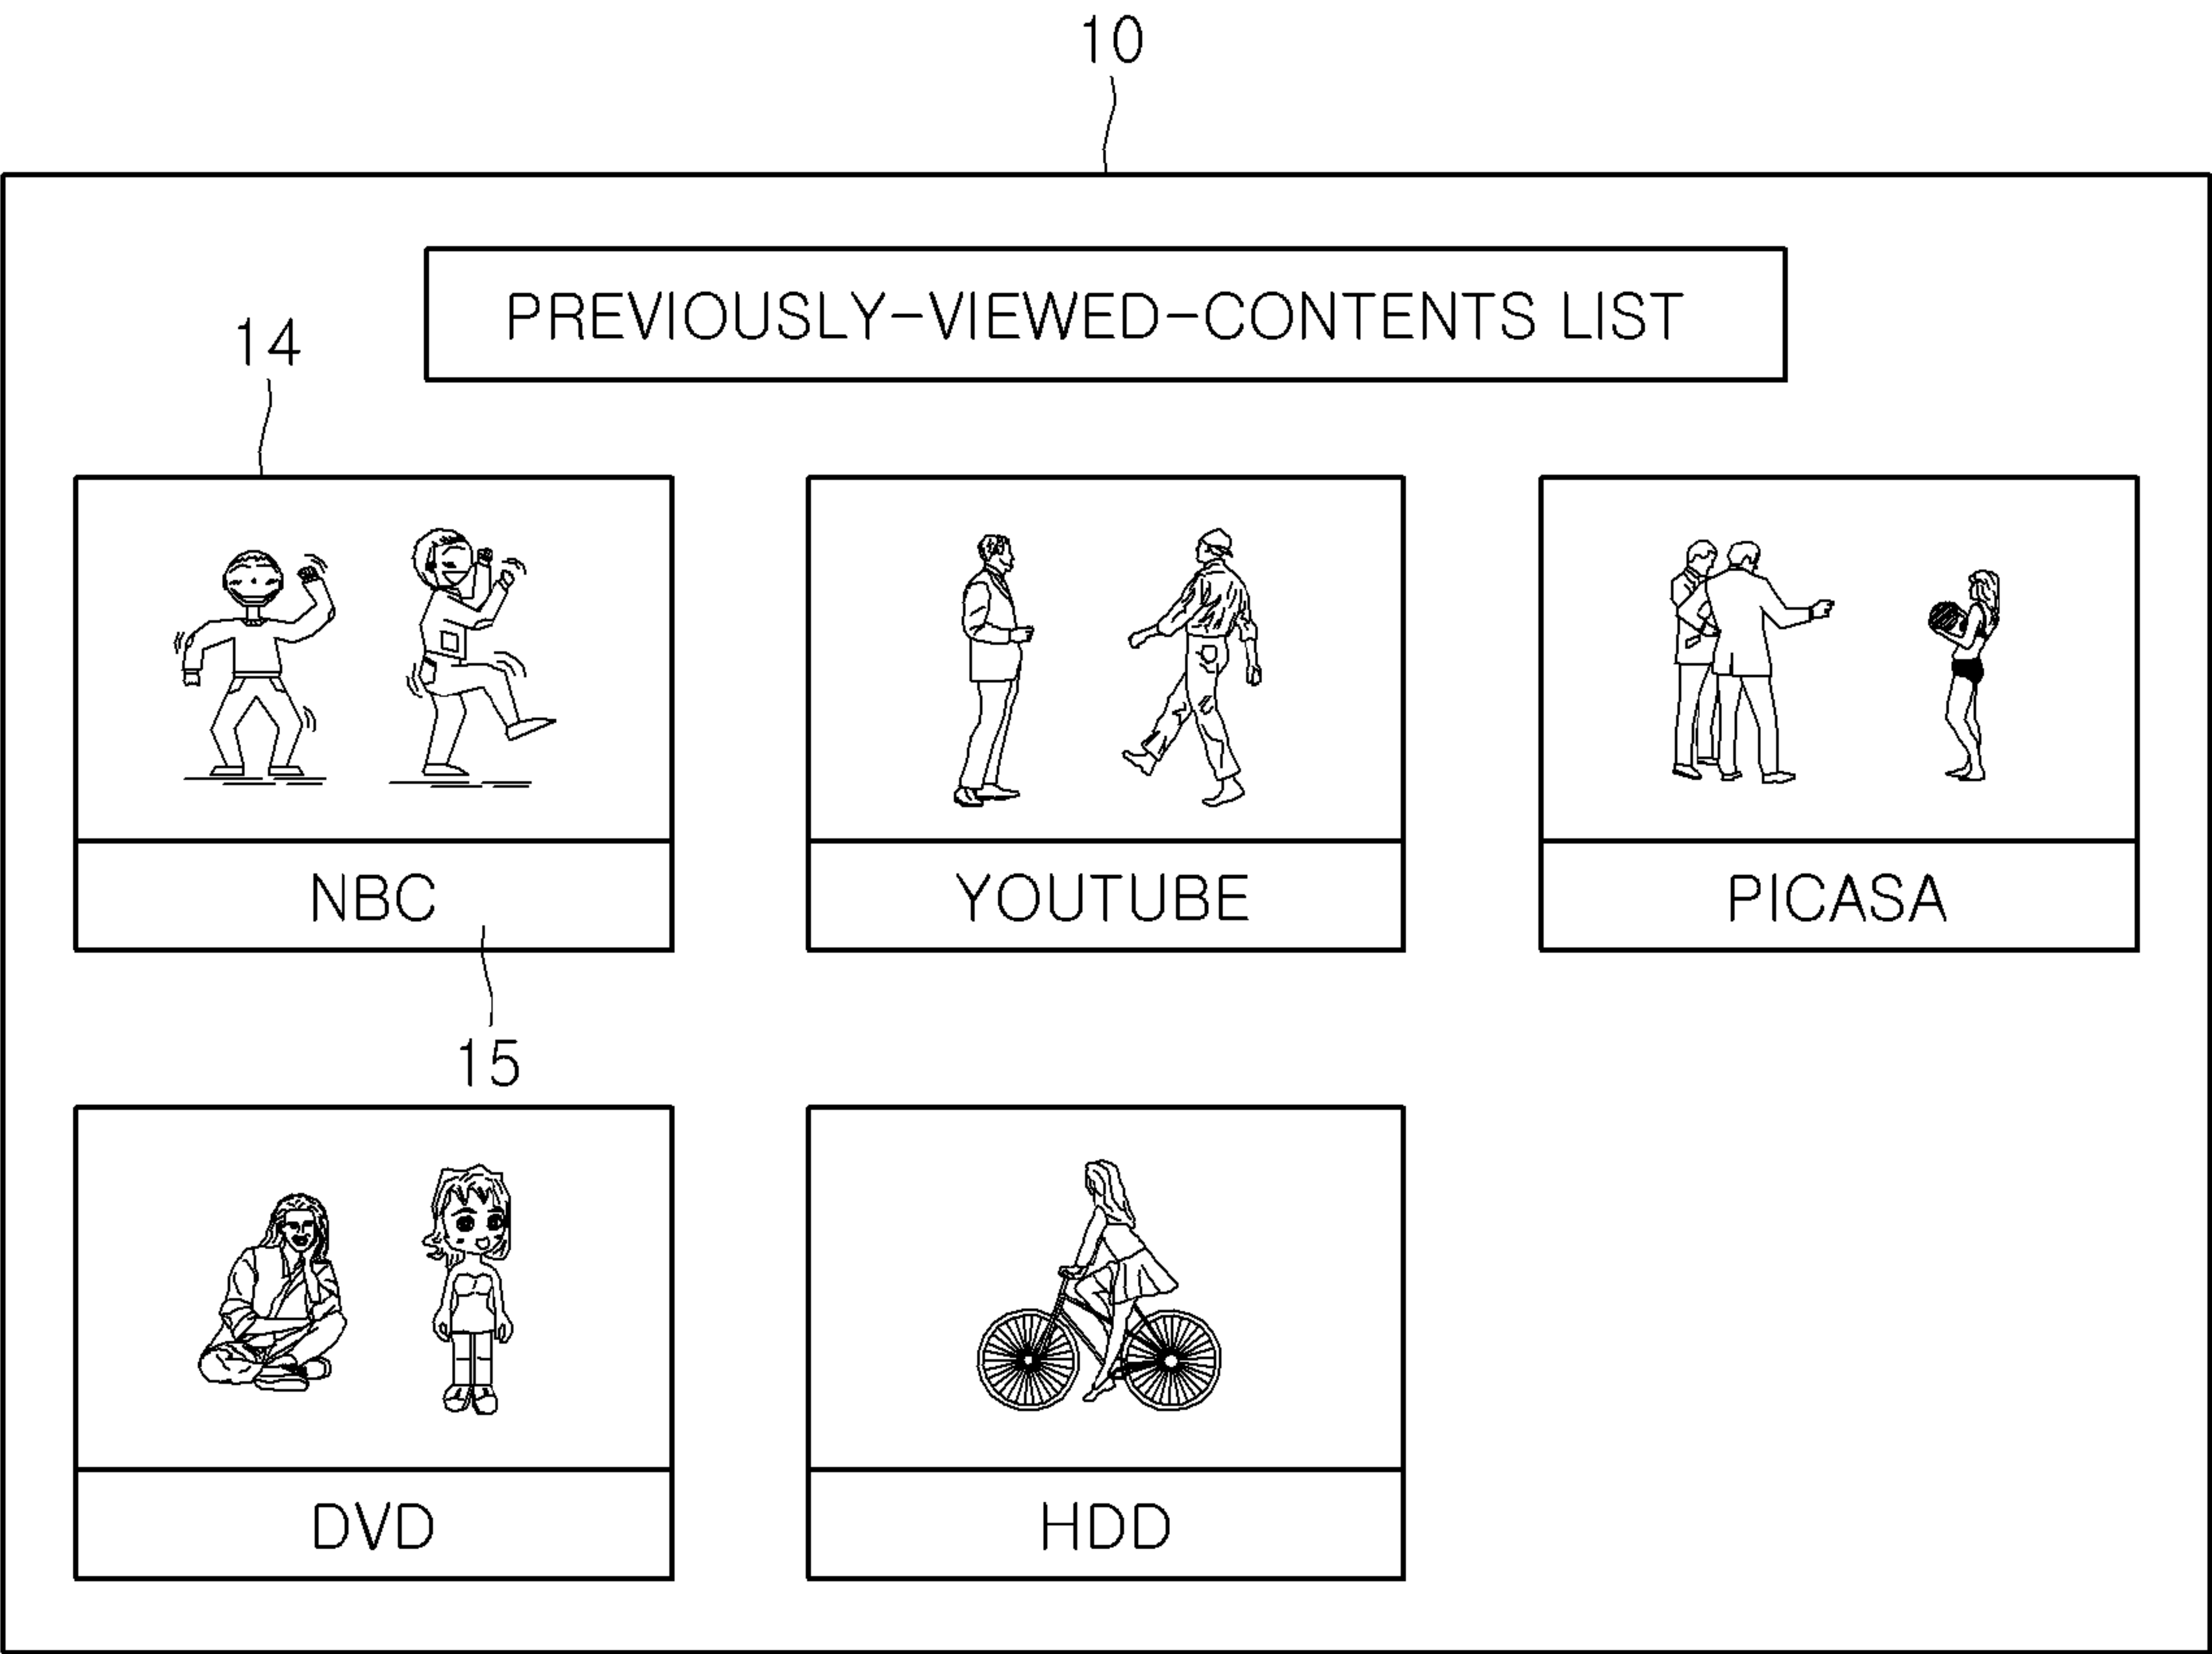 10
PREVIOUSLY-VIEWED-CONTENTS LIST
14
NBC
YOUTUBE
PICASA
15
DVD
HDD